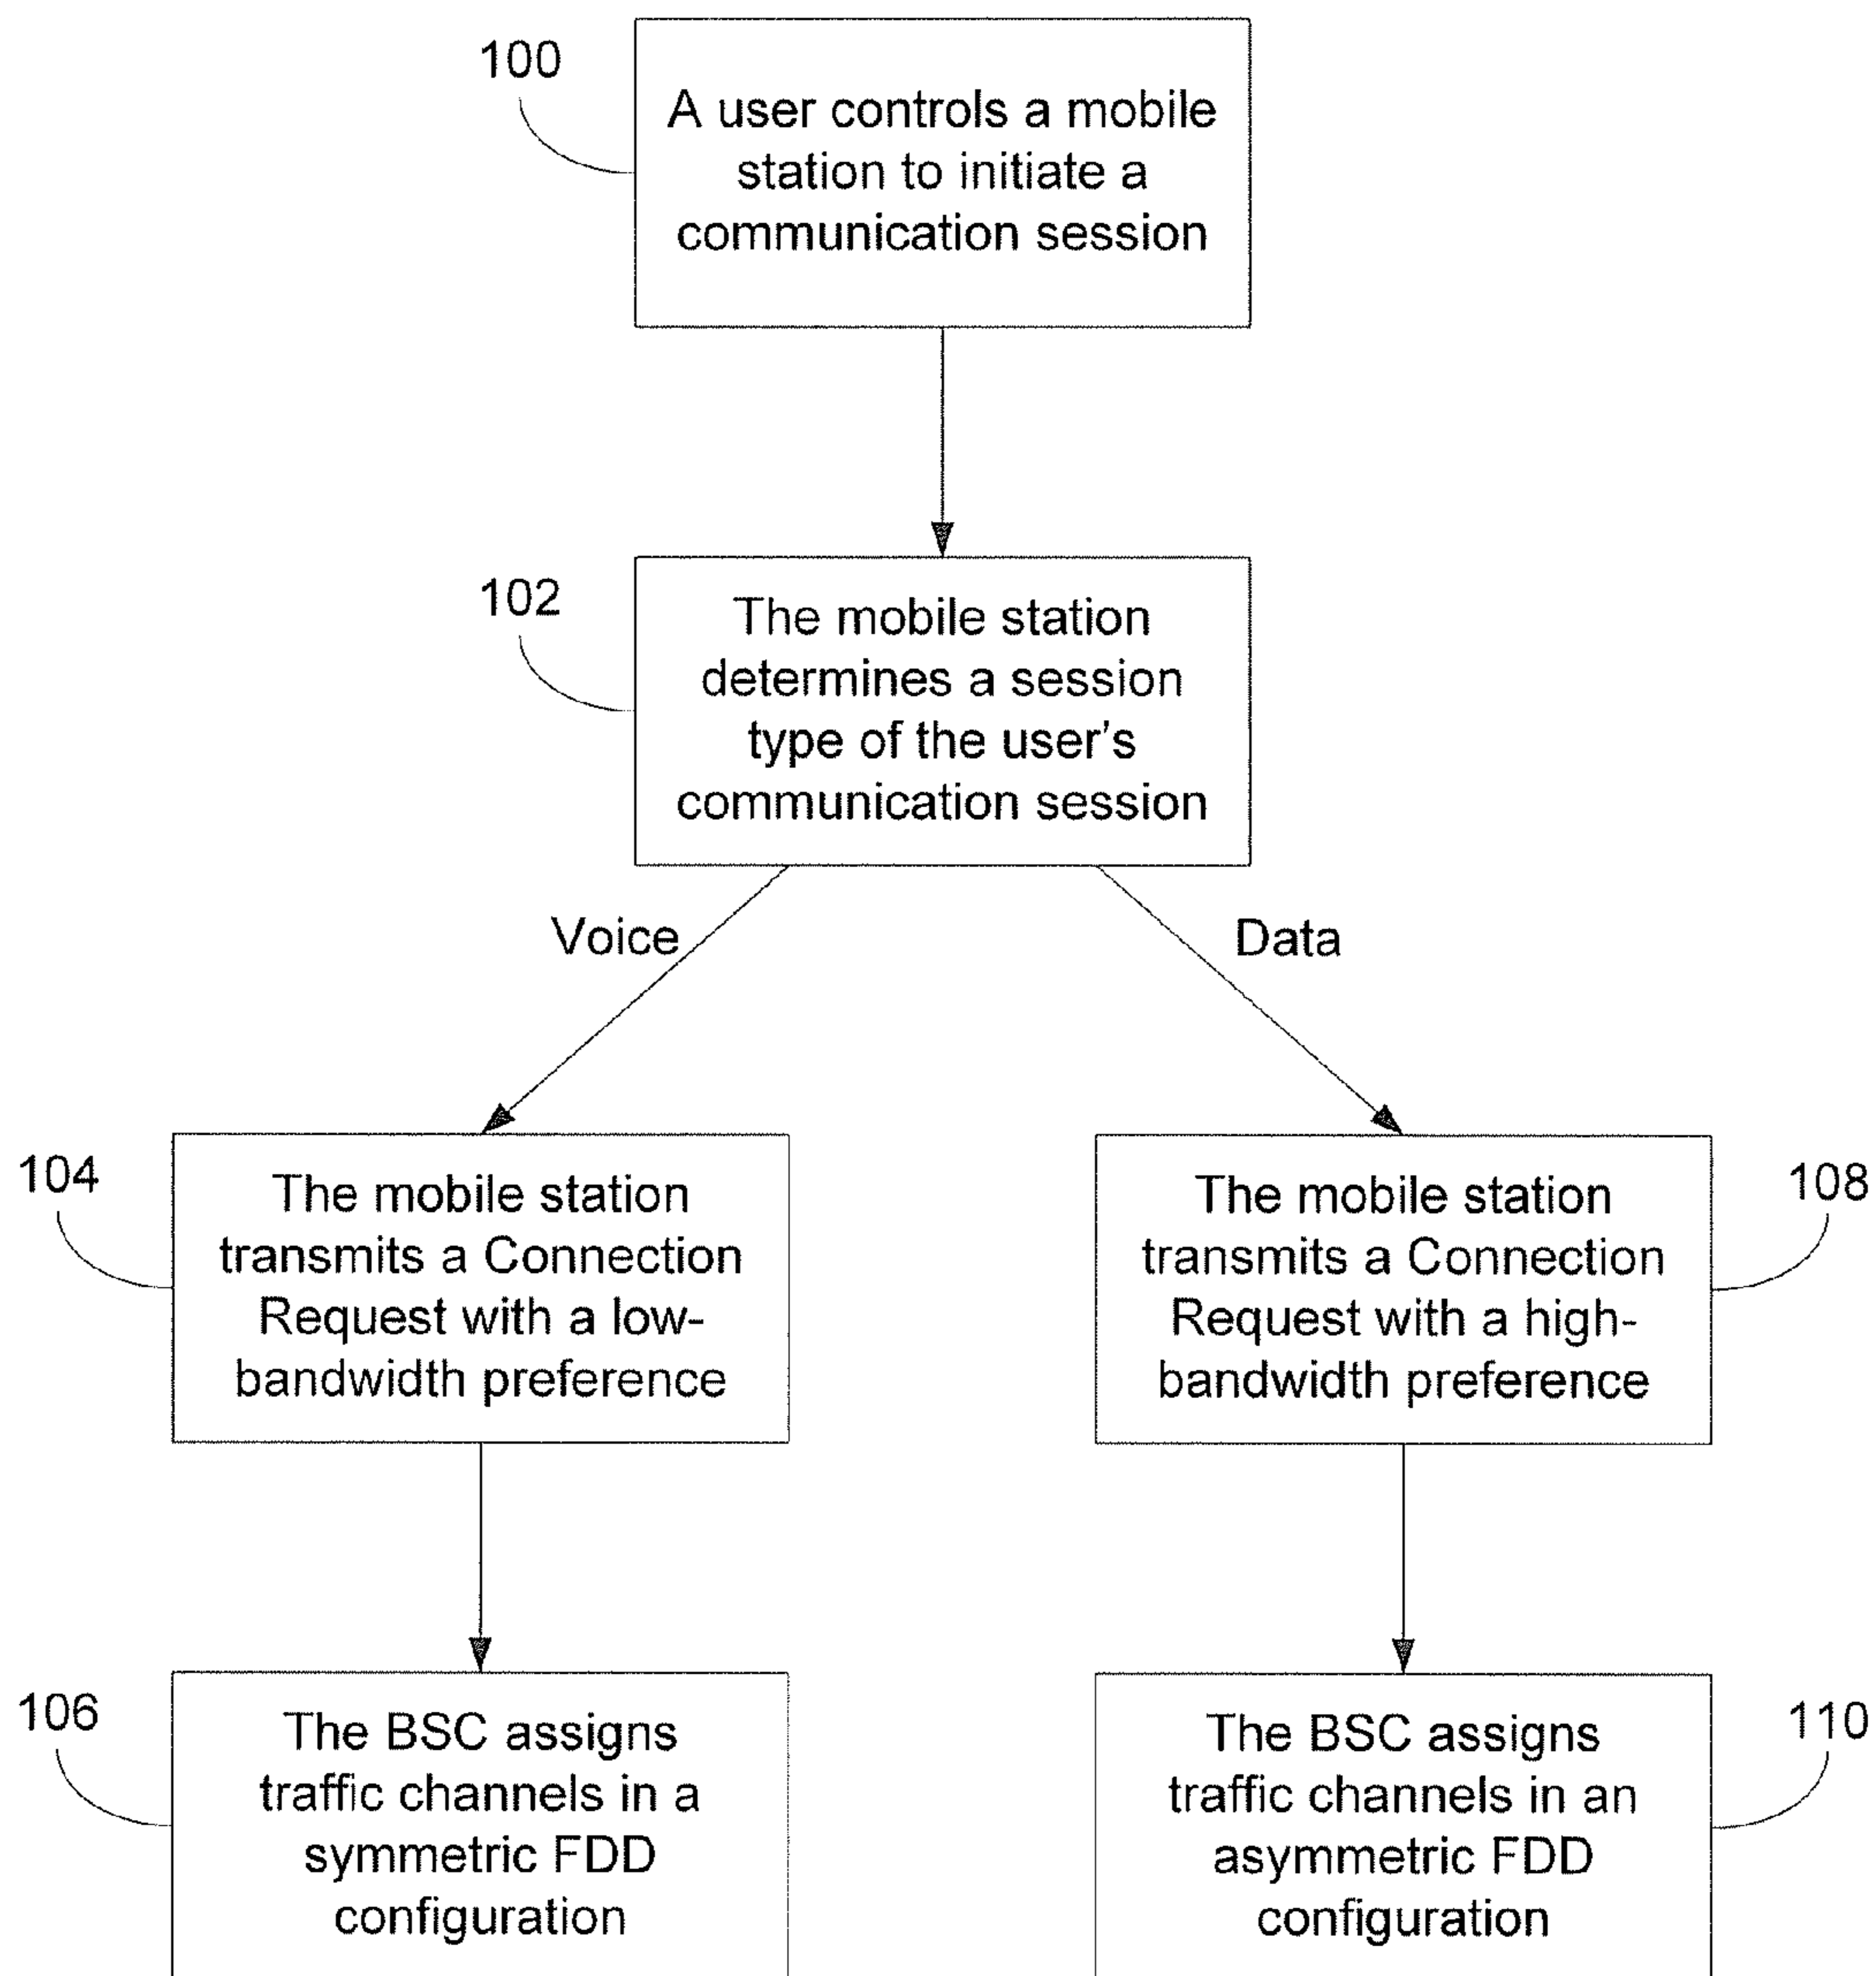 100
A user controls a mobile
station to initiate a
communication session
102
The mobile station
determines a session
type of the user's
communication session
Voice
Data
104
The mobile station
transmits a Connection
Request with a low-
bandwidth preference
108
The mobile station
transmits a Connection
Request with a high-
bandwidth preference
106
The BSC assigns
traffic channels in a
symmetric FDD
configuration
110
The BSC assigns
traffic channels in an
asymmetric FDD
configuration